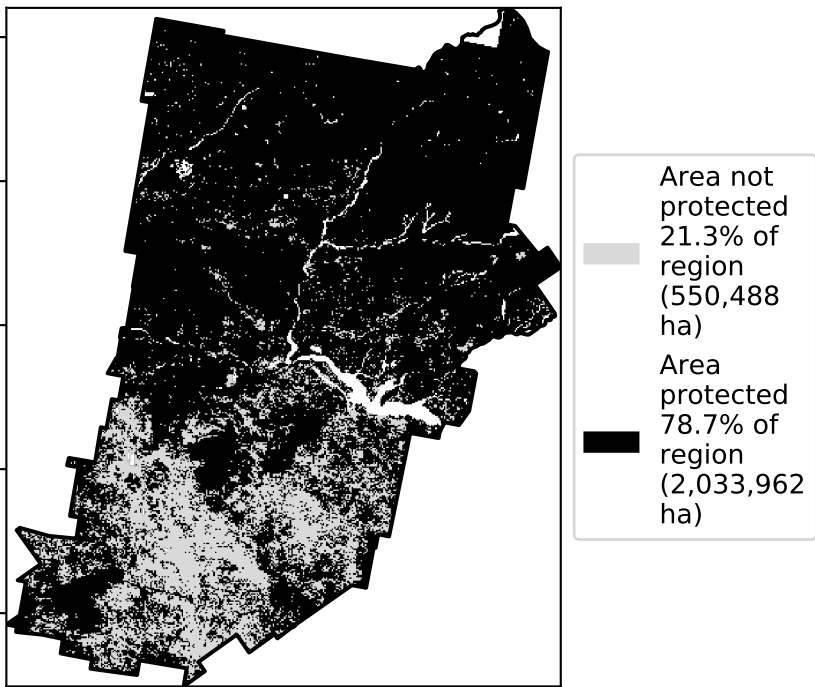 Area not
protected
21.3% of
region
(550,488
ha)
Area
protected
78.7% of
region
(2,033,962
ha)